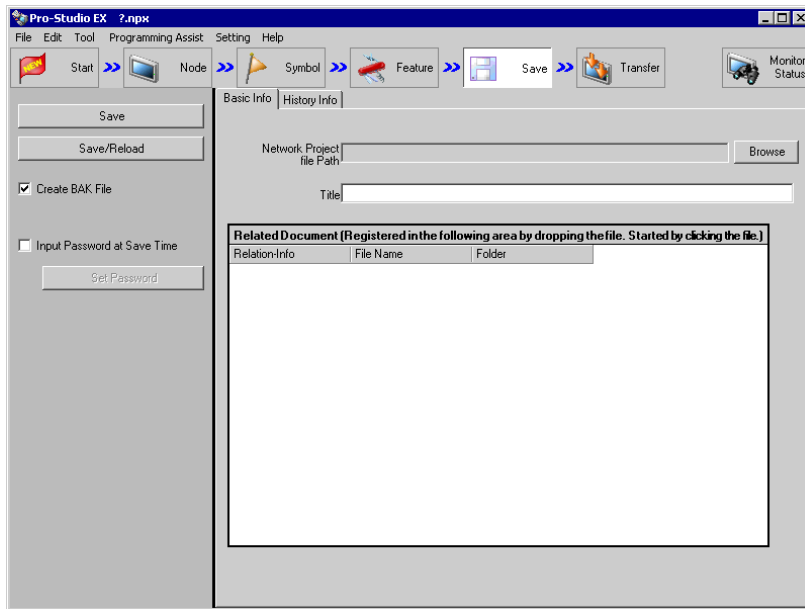 Pro-Studio EX ?.npx
File Edit Tool Programming Assist Setting Help
NEW Start Node Symbol Feature Save Transfer Monitor Status
Basic Info History Info
Save
Save/Reload
Network Project file Path Browse
Create BAK File
Title
Input Password at Save Time
Set Password
Related Document (Registered in the following area by dropping the file. Started by clicking the file.)
Relation-Info File Name Folder